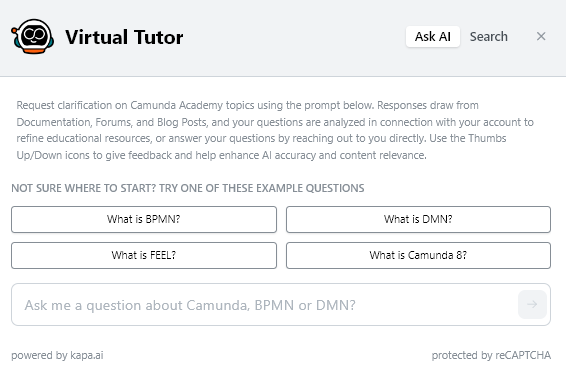 Virtual Tutor
Ask AI
Search
Request clarification on Camunda Academy topics using the prompt below. Responses draw from
Documentation, Forums, and Blog Posts, and your questions are analyzed in connection with your account to
refine educational resources, or answer your questions by reaching out to you directly. Use the Thumbs
Up/Down icons to give feedback and help enhance AI accuracy and content relevance.
NOT SURE WHERE TO START? TRY ONE OF THESE EXAMPLE QUESTIONS
What is BPMN?
What is DMN?
What is FEEL?
What is Camunda 8?
Ask me a question about Camunda, BPMN or DMN?
powered by kapa.ai
protected by reCAPTCHA